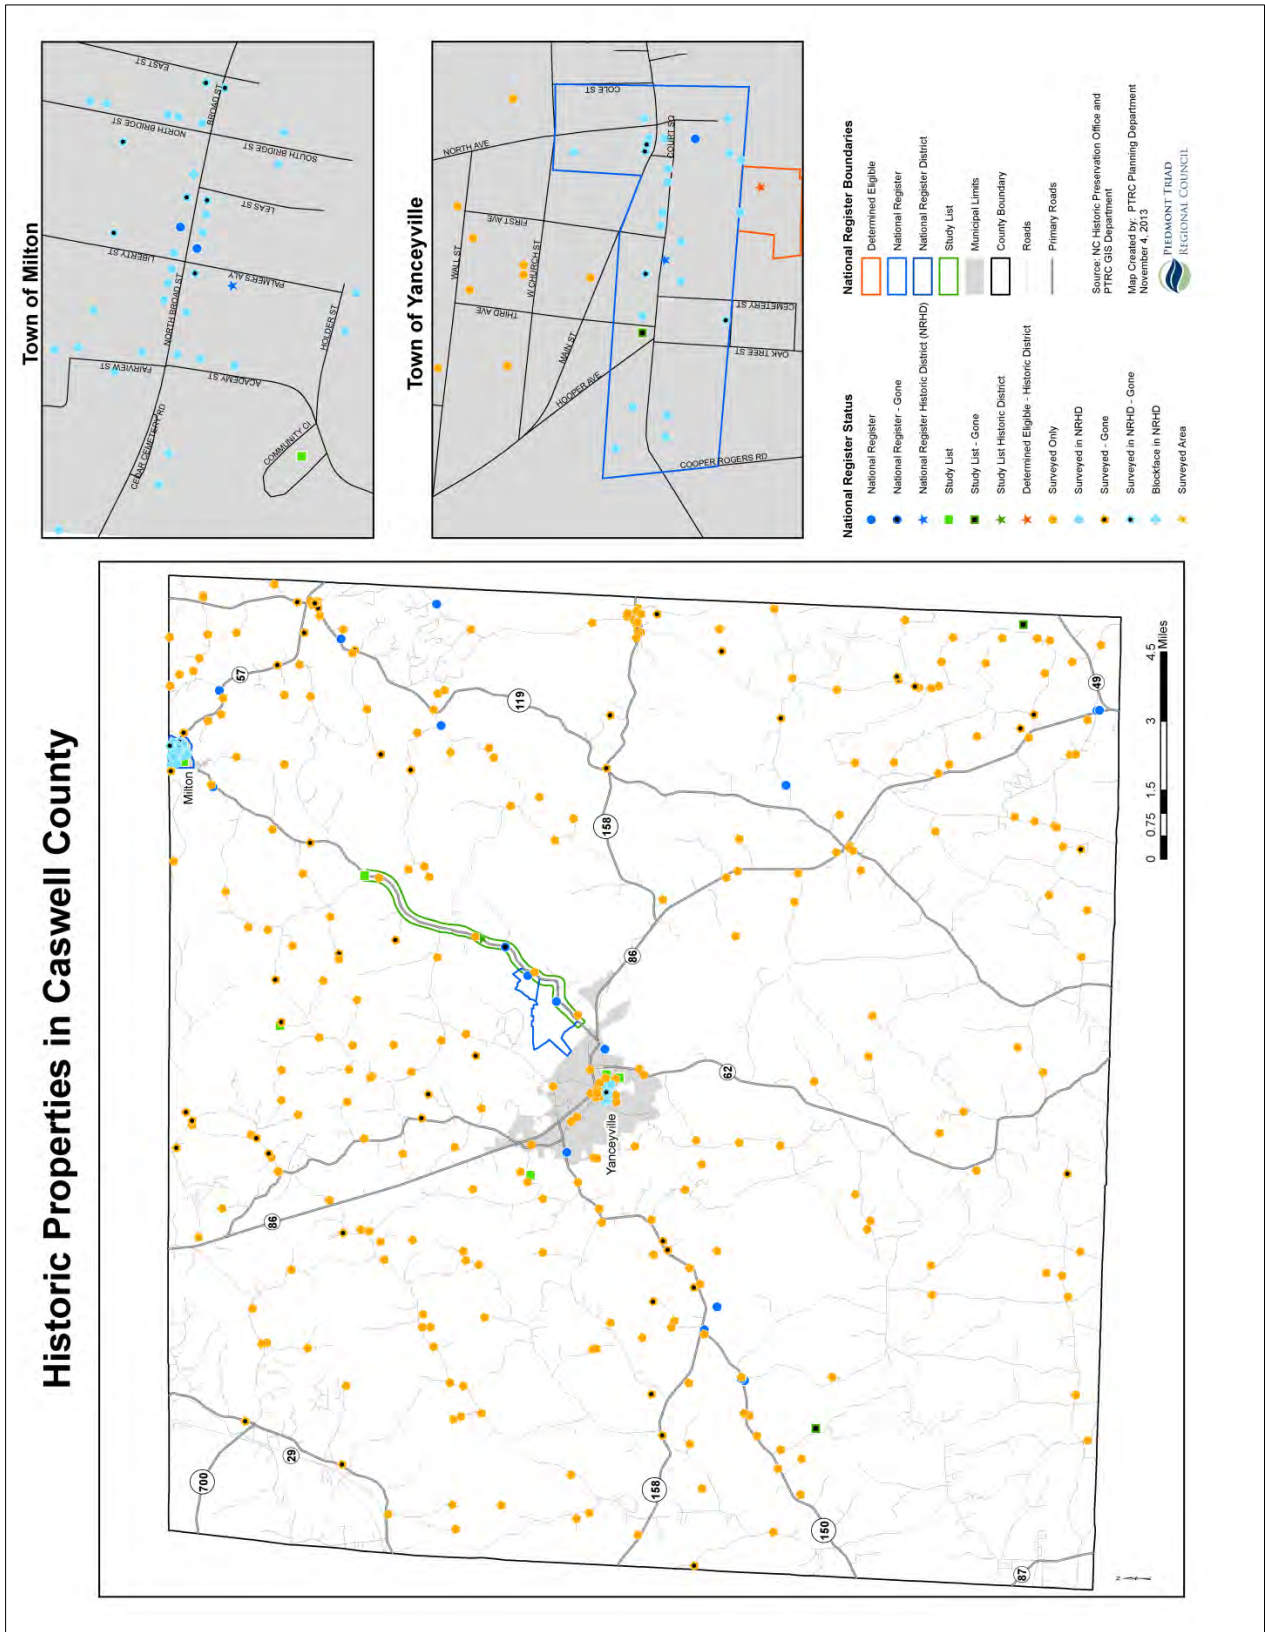 Historic Properties in Caswell County
700
29
86
57
119
158
86
62
158
150
87
49
Milton
Yanceyville
0 0.75 1.5 3 4.5
Miles
Town of Milton
EAST ST
NORTH BRIDGE ST
SOUTH BRIDGE ST
BROAD ST
LEAS ST
LIBERTY ST
PALMERS ALY
NORTH BROAD ST
HOLDER ST
FAIRVIEW ST
ACADEMY ST
CEDAR CEMETERY RD
COMMUNITY CI
Town of Yanceyville
COLE ST
NORTH AVE
COURT SQ
FIRST AVE
WALL ST
W CHURCH ST
THIRD AVE
MAIN ST
HOOPER AVE
CEMETERY ST
OAK TREE ST
COOPER ROGERS RD
National Register Status
National Register
National Register - Gone
National Register Historic District (NRHD)
Study List
Study List - Gone
Study List Historic District
Determined Eligible - Historic District
Surveyed Only
Surveyed in NRHD
Surveyed - Gone
Surveyed in NRHD - Gone
Blockface in NRHD
Surveyed Area
National Register Boundaries
Determined Eligible
National Register
National Register District
Study List
Municipal Limits
County Boundary
Roads
Primary Roads
Source: NC Historic Preservation Office and
PTRC GIS Department
Map Created by: PTRC Planning Department
November 4, 2013
PIEDMONT TRIAD
REGIONAL COUNCIL